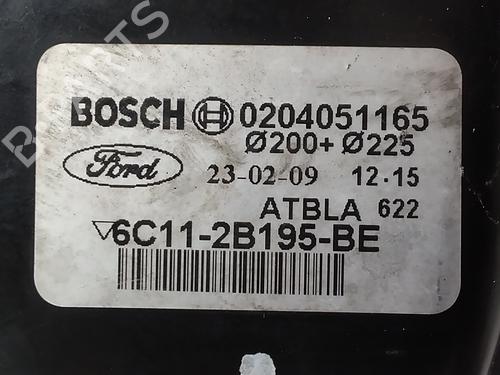 BOSCH 0204051165
Ø200+ Ø225
Ford 23-02-09 12.15
ATBLA 622
6C11-2B195-BE